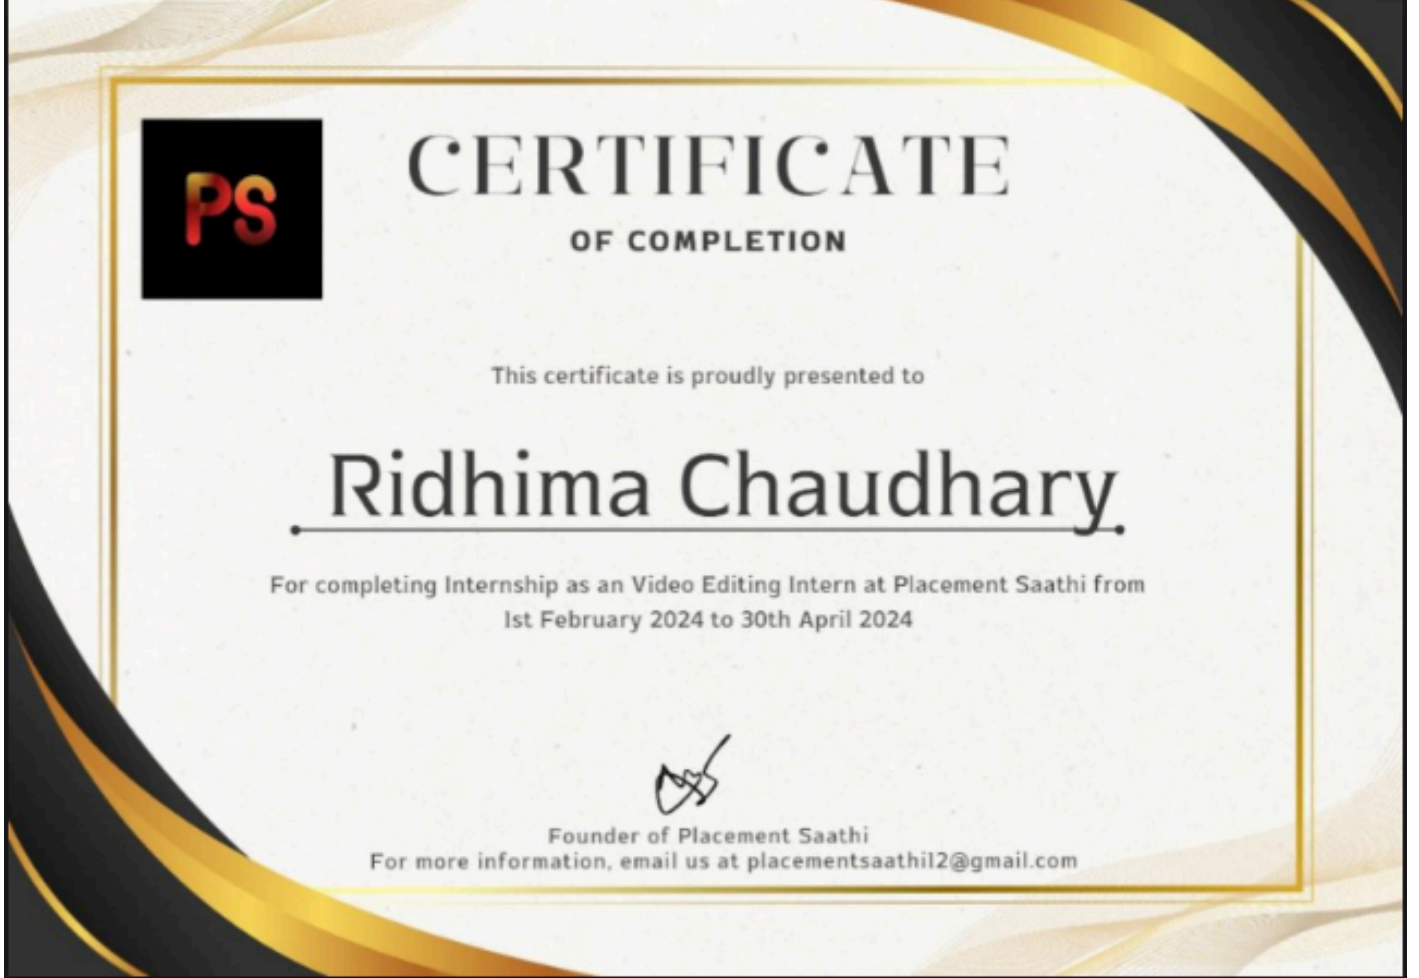 PS
CERTIFICATE
OF COMPLETION
This certificate is proudly presented to
Ridhima Chaudhary
For completing Internship as an Video Editing Intern at Placement Saathi from
1st February 2024 to 30th April 2024
Founder of Placement Saathi
For more information, email us at placementsaathi12@gmail.com